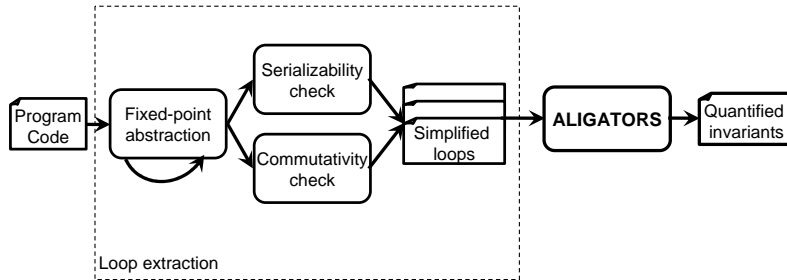 Program
Code
Fixed-point
abstraction
Serializability
check
Commutativity
check
Simplified
loops
ALIGATORS
Quantified
invariants
Loop extraction